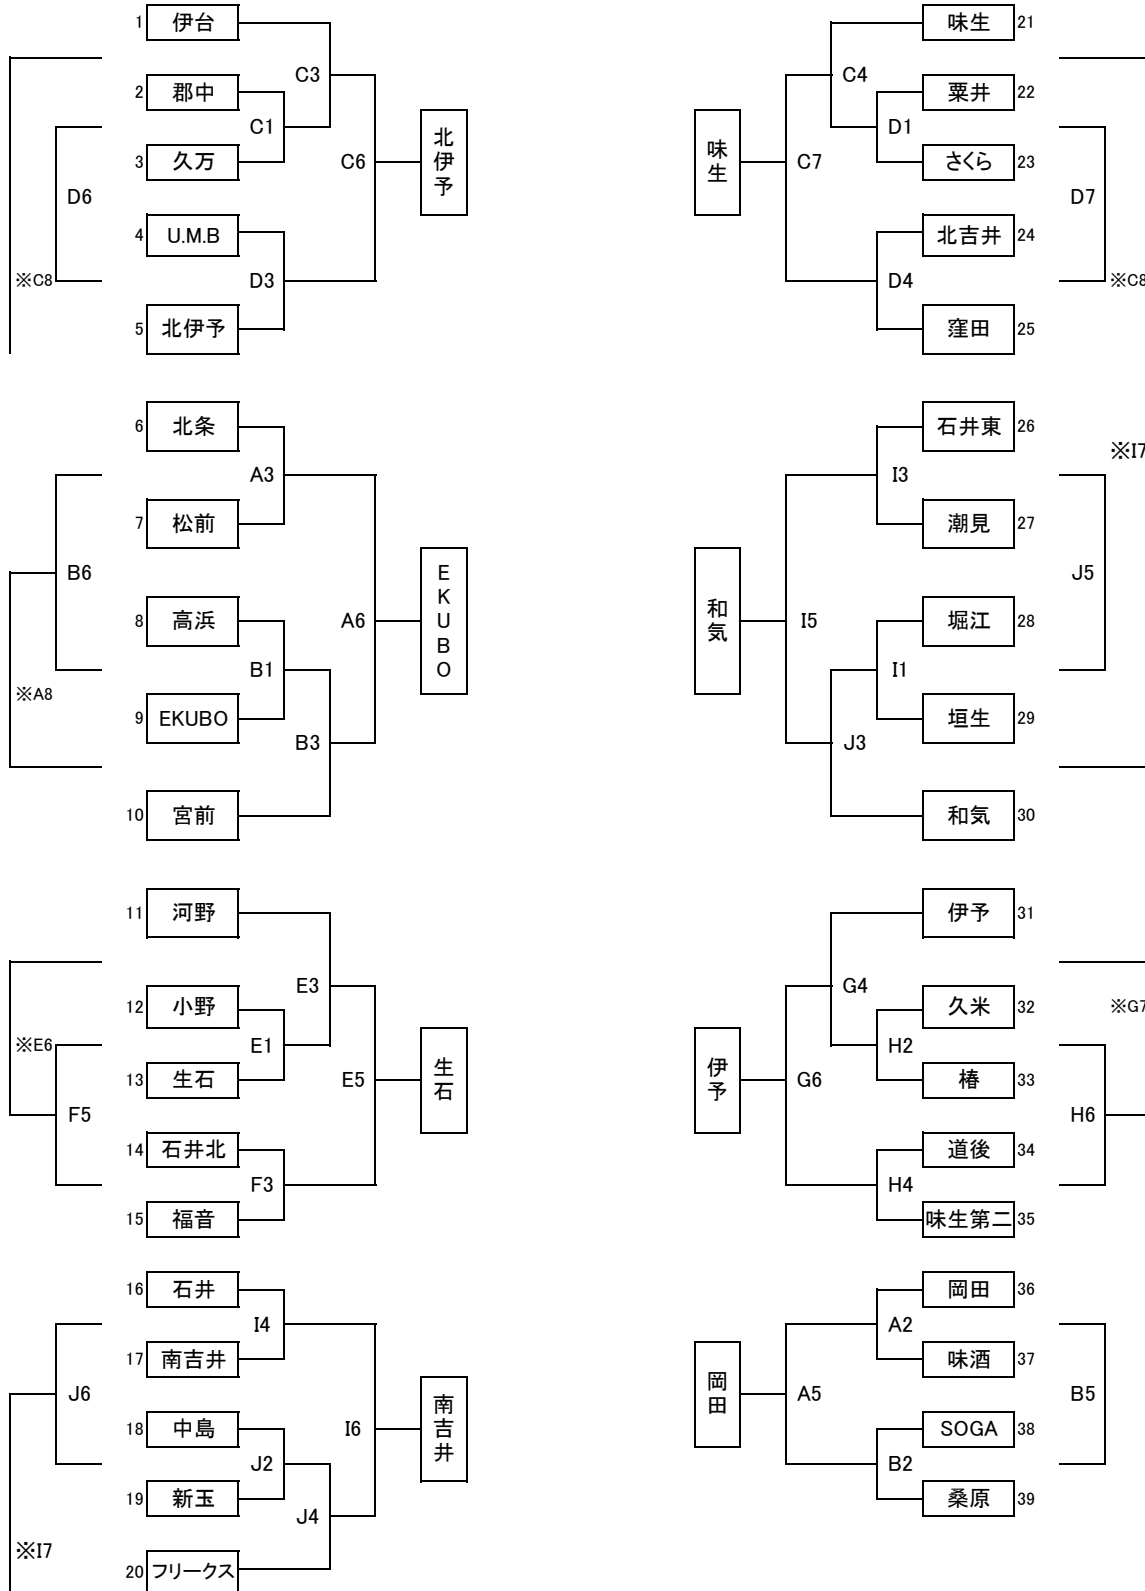 1 伊台
C3
2 郡中
C1
3 久万
D6
C6
北伊予
4 U.M.B
※C8
D3
5 北伊予
味生 21
C4
粟井 22
D1
さくら 23
味生
C7
D7
北吉井 24
D4
※C8
窪田 25
6 北条
A3
7 松前
B6
8 高浜
A6
EKUBO
B1
※A8
9 EKUBO
B3
10 宮前
石井東 26
※I7
I3
潮見 27
J5
和気
I5
堀江 28
I1
垣生 29
J3
和気 30
11 河野
E3
12 小野
※E6
E1
13 生石
E5
生石
F5
14 石井北
F3
15 福音
伊予 31
G4
久米 32
※G7
H2
椿 33
伊予
G6
H6
道後 34
H4
味生第二 35
16 石井
I4
17 南吉井
J6
18 中島
I6
南吉井
J2
19 新玉
J4
※I7
20 フリークス
岡田 36
A2
味酒 37
岡田
A5
B5
SOGA 38
B2
桑原 39